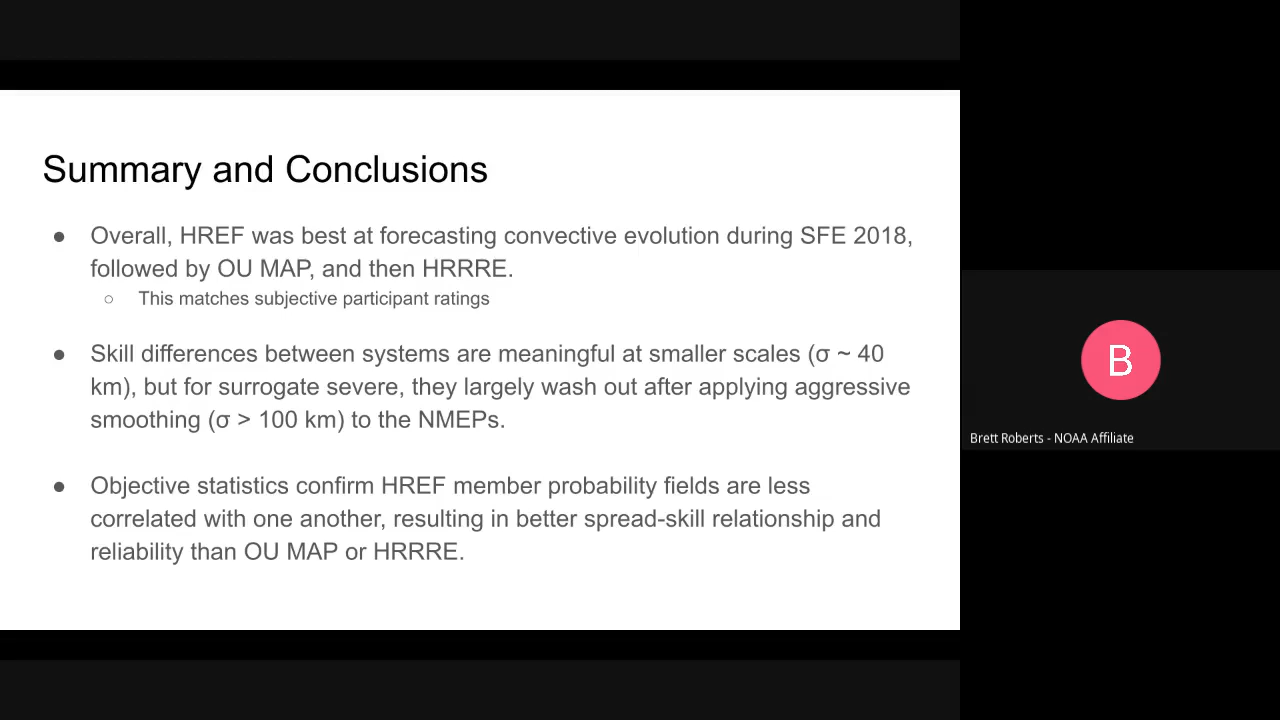 Summary and Conclusions
● Overall, HREF was best at forecasting convective evolution during SFE 2018,
followed by OU MAP, and then HRRRE.
○ This matches subjective participant ratings
● Skill differences between systems are meaningful at smaller scales (σ ~ 40
km), but for surrogate severe, they largely wash out after applying aggressive
smoothing (σ > 100 km) to the NMEPs.
● Objective statistics confirm HREF member probability fields are less
correlated with one another, resulting in better spread-skill relationship and
reliability than OU MAP or HRRRE.
B
Brett Roberts - NOAA Affiliate